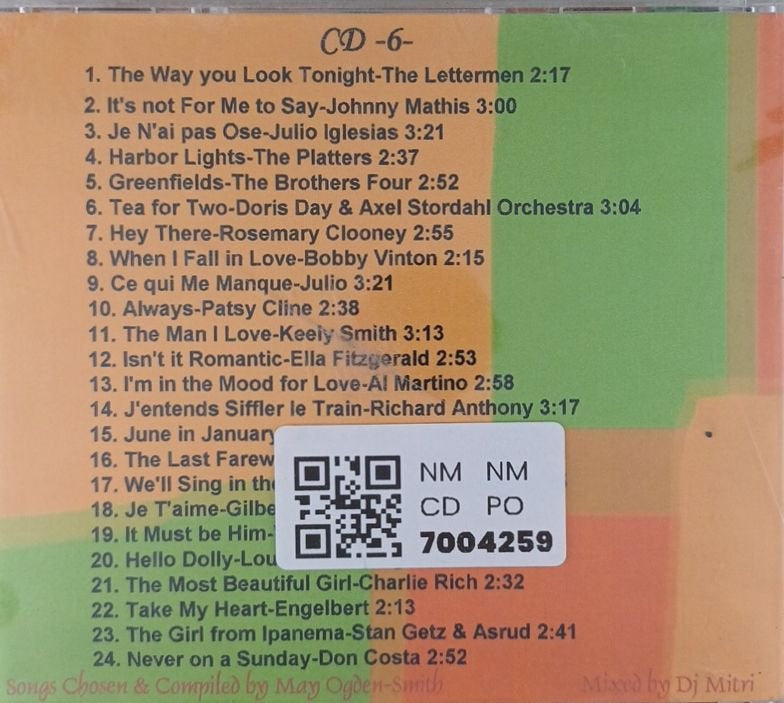 CD -6-
1. The Way you Look Tonight-The Lettermen 2:17
2. It's not For Me to Say-Johnny Mathis 3:00
3. Je N'ai pas Ose-Julio Iglesias 3:21
4. Harbor Lights-The Platters 2:37
5. Greenfields-The Brothers Four 2:52
6. Tea for Two-Doris Day & Axel Stordahl Orchestra 3:04
7. Hey There-Rosemary Clooney 2:55
8. When I Fall in Love-Bobby Vinton 2:15
9. Ce qui Me Manque-Julio 3:21
10. Always-Patsy Cline 2:38
11. The Man I Love-Keely Smith 3:13
12. Isn't it Romantic-Ella Fitzgerald 2:53
13. I'm in the Mood for Love-Al Martino 2:58
14. J'entends Siffler le Train-Richard Anthony 3:17
15. June in January
16. The Last Farew
17. We'll Sing in the
18. Je T'aime-Gilbe
19. It Must be Him-
20. Hello Dolly-Lou
NM NM
CD PO
7004259
21. The Most Beautiful Girl-Charlie Rich 2:32
22. Take My Heart-Engelbert 2:13
23. The Girl from Ipanema-Stan Getz & Asrud 2:41
24. Never on a Sunday-Don Costa 2:52
Songs Chosen & Compiled by May Ogden-Smith
Mixed by Dj Mitri